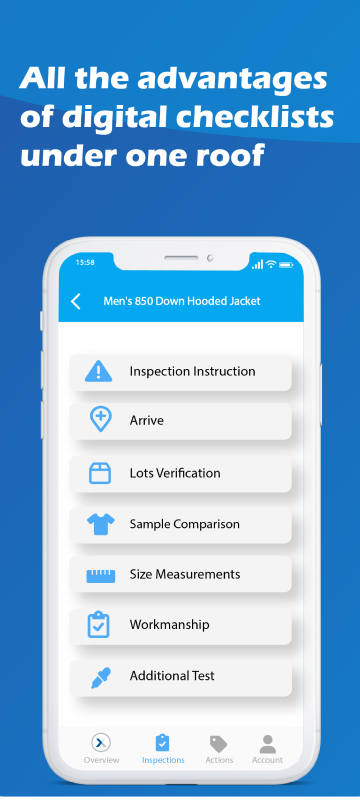 All the advantages
of digital checklists
under one roof
15:58
Men's 850 Down Hooded Jacket
Inspection Instruction
Arrive
Lots Verification
Sample Comparison
Size Measurements
Workmanship
Additional Test
Overview Inspections Actions Account